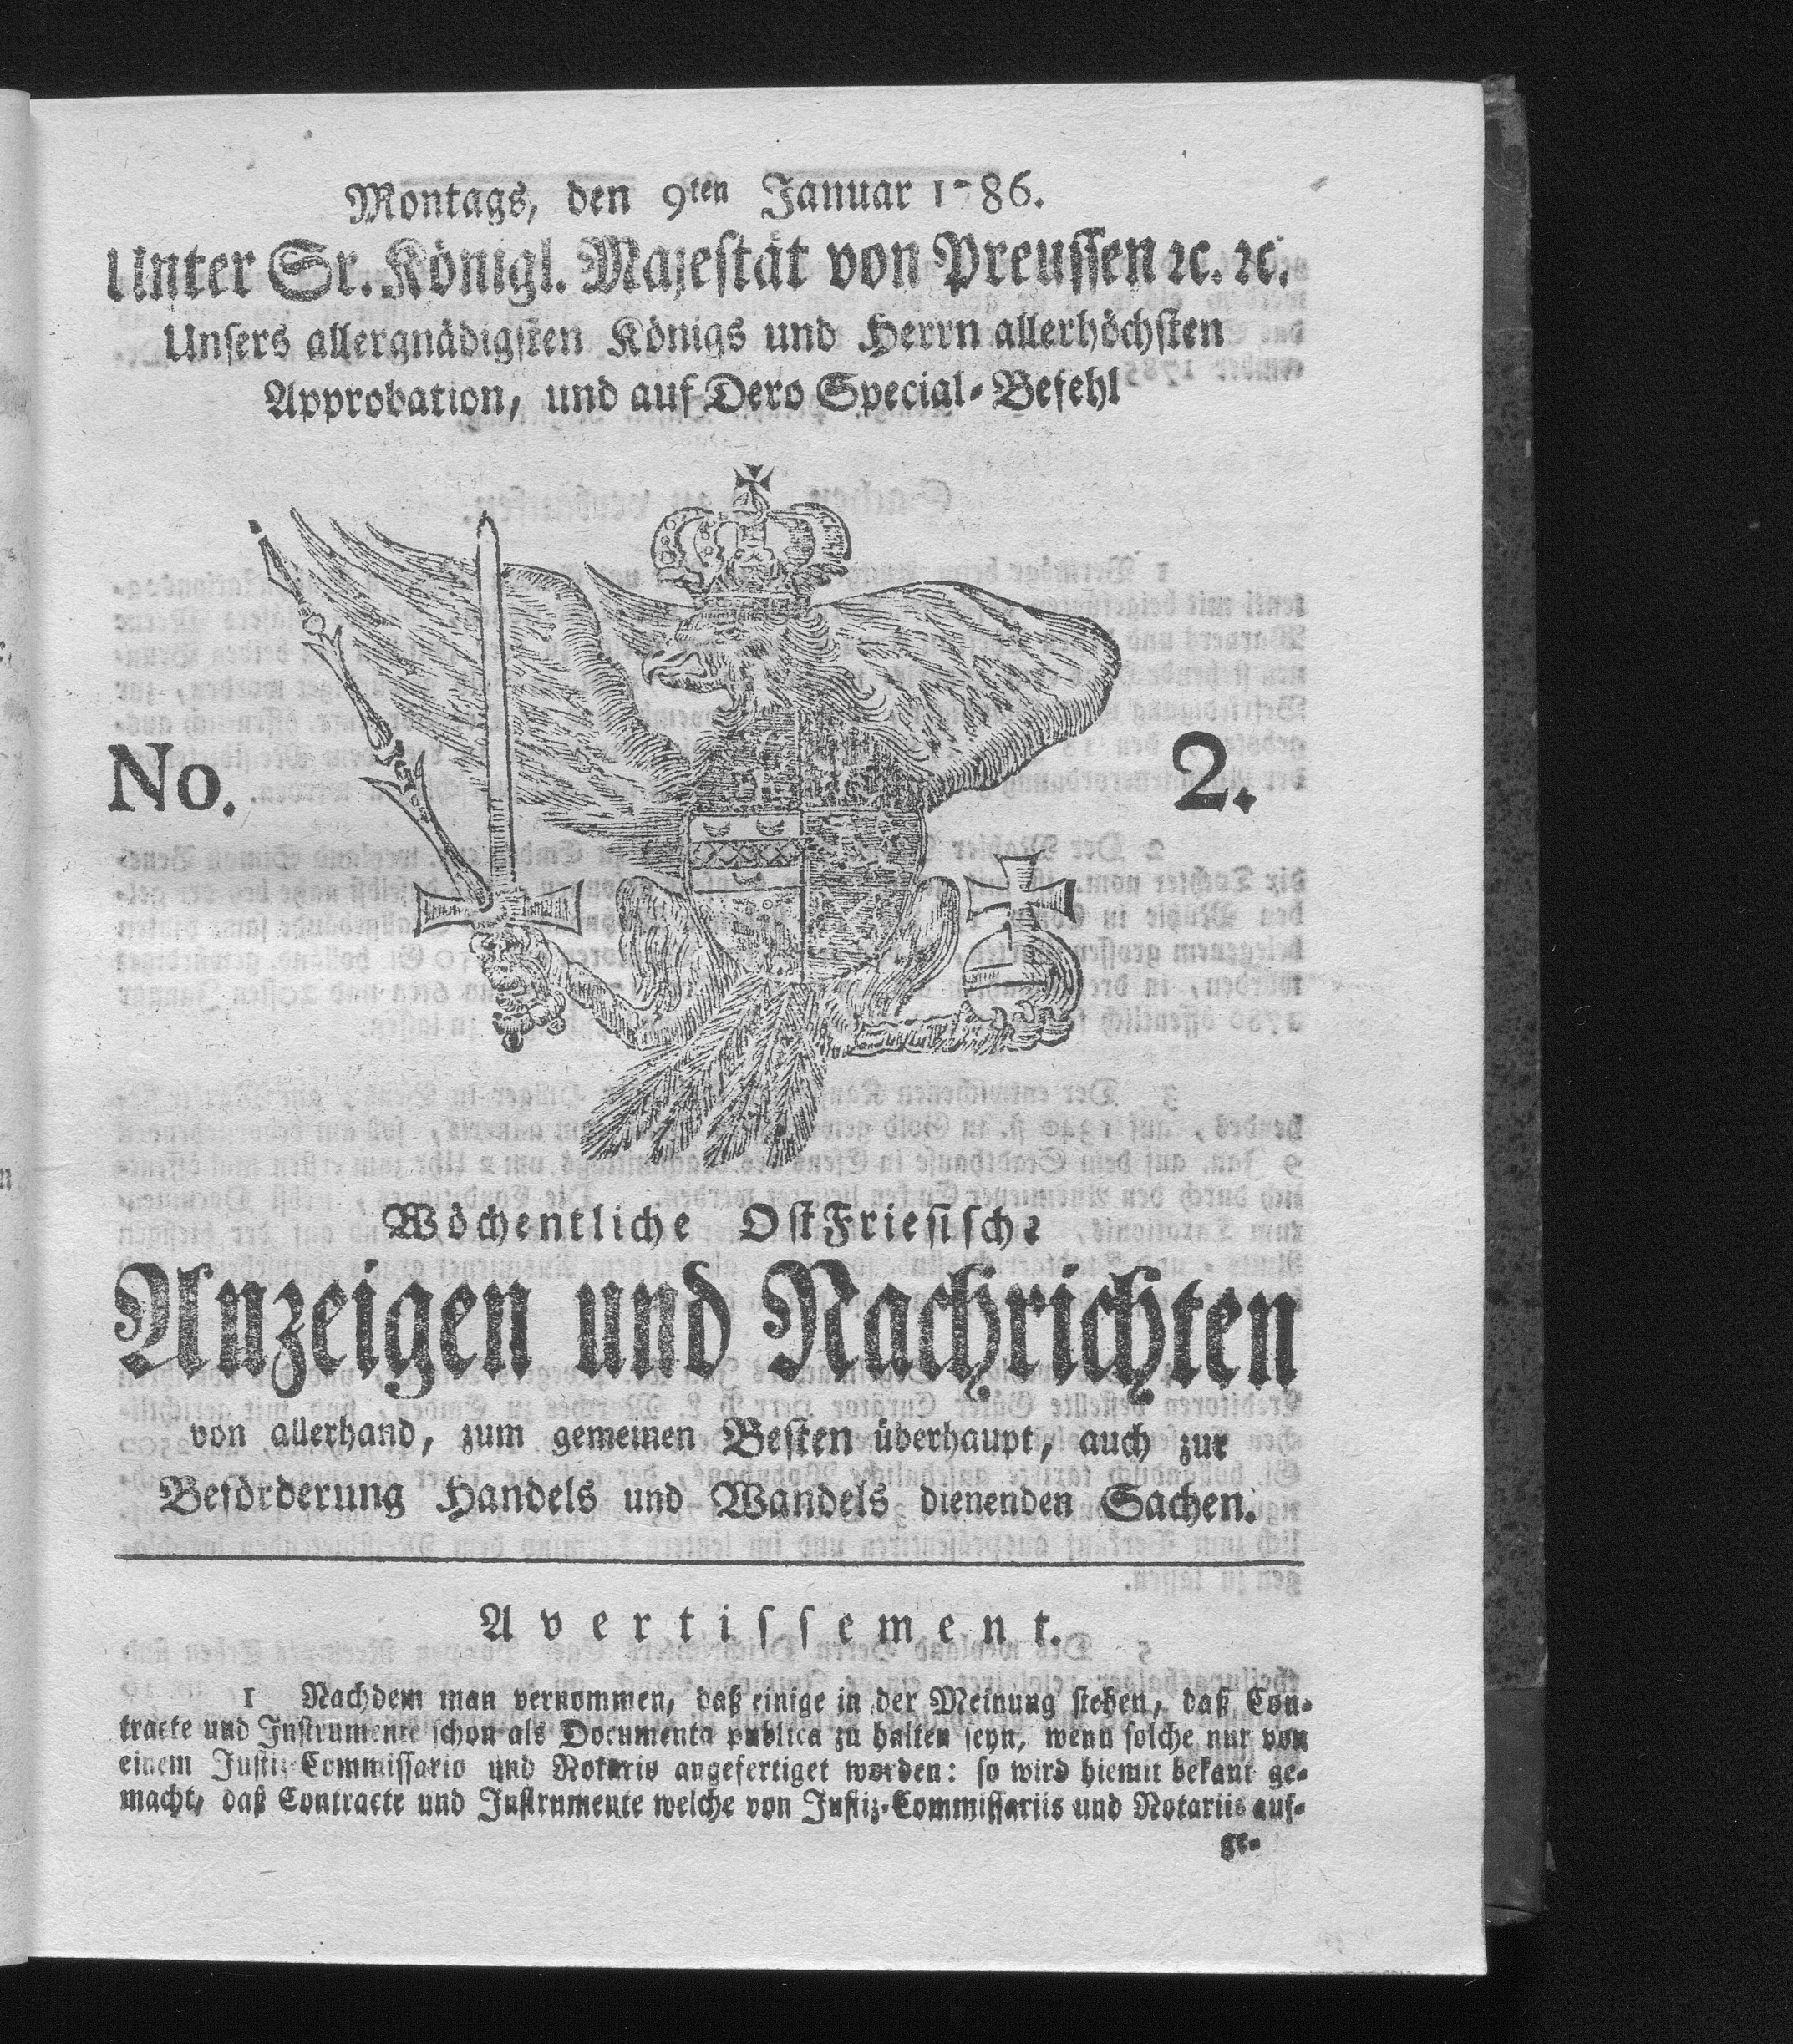 Montags, den 9ten Januar 1786.
Unter Sr. Königl. Majestät von Preussen ꝛc. ꝛc.
Unsers allergnädigsten Königs und Herrn allerhöchsten
Approbation, und auf Dero Special-Befehl
No. 2.
Wöchentliche OstFriesische
Anzeigen und Nachrichten
von allerhand, zum gemeinen Besten überhaupt, auch zur
Beförderung Handels und Wandels dienenden Sachen.
Avertissement.
1 Nachdem man vernommen, daß einige in der Meinung stehen, daß Con-
tracte und Instrumente schon als Documenta publica zu halten seyn, wenn solche nur von
einem Justiz-Commissario und Notario angefertiget worden: so wird hiemit bekant ge-
macht, daß Contracte und Instrumente welche von Justiz-Commissariis und Notariis auf-
ge-